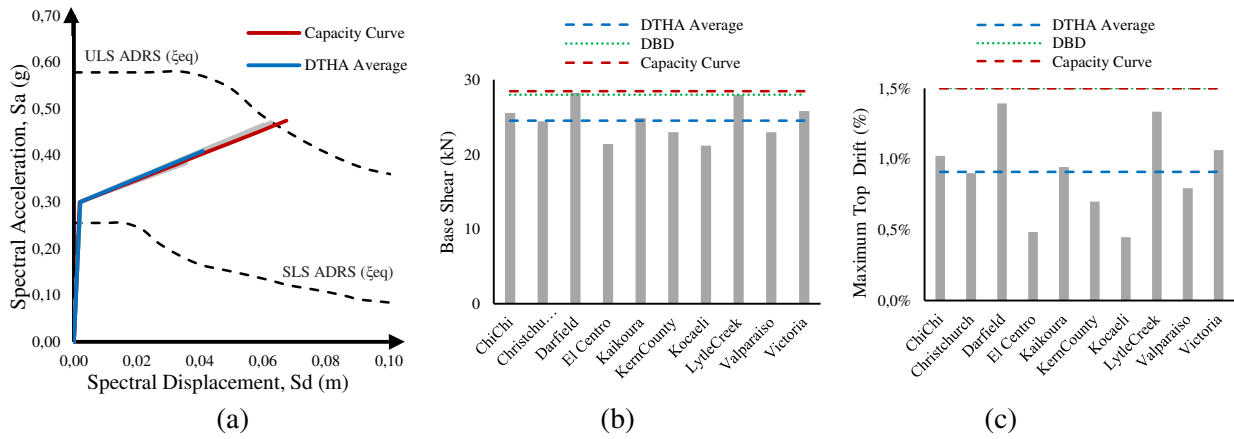 0,70
0,60
0,50
0,40
0,30
0,20
0,10
0,00
Spectral Acceleration, Sa (g)
ULS ADRS (ξeq)
Capacity Curve
DTHA Average
SLS ADRS (ξeq)
0,00 0,02 0,04 0,06 0,08 0,10
Spectral Displacement, Sd (m)
(a)
DTHA Average
DBD
Capacity Curve
30
20
10
0
Base Shear (kN)
ChiChi
Christchu…
Darfield
El Centro
Kaikoura
KernCounty
Kocaeli
LytleCreek
Valparaiso
Victoria
(b)
DTHA Average
DBD
Capacity Curve
1,5%
1,0%
0,5%
0,0%
Maximum Top Drift (%)
ChiChi
Christchurch
Darfield
El Centro
Kaikoura
KernCounty
Kocaeli
LytleCreek
Valparaiso
Victoria
(c)